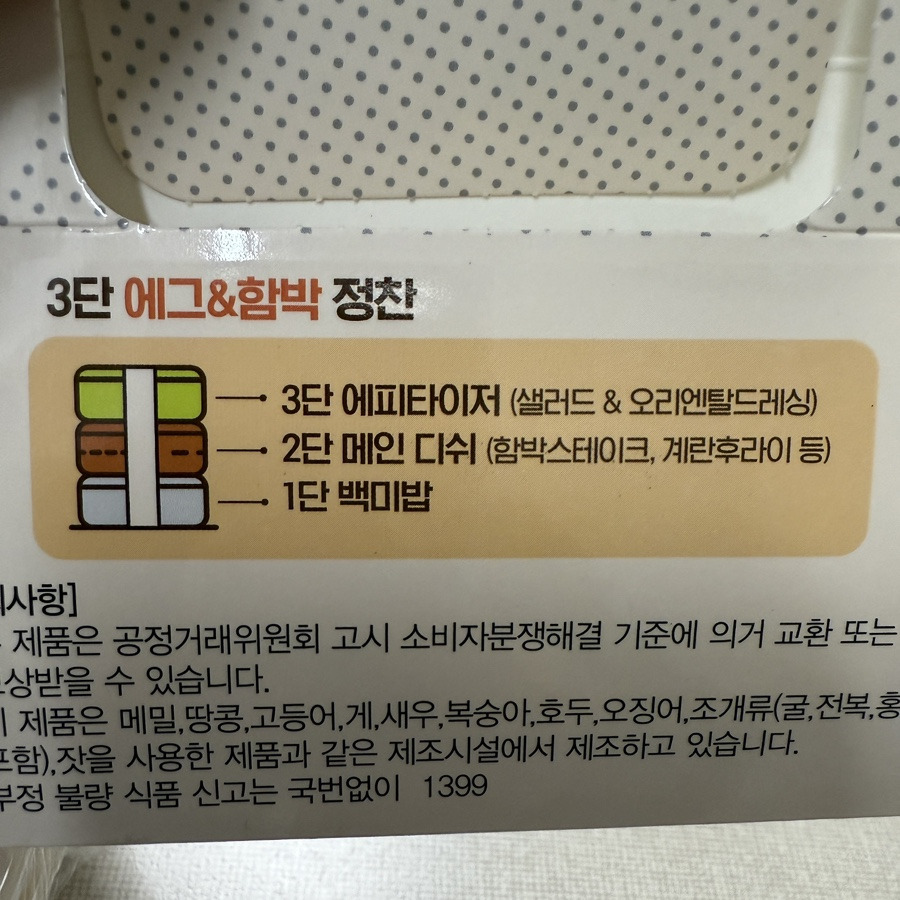 3단 에그&함박 정찬
3단 에피타이저 (샐러드 & 오리엔탈드레싱)
2단 메인 디쉬 (함박스테이크, 계란후라이 등)
1단 백미밥
사항]
제품은 공정거래위원회 고시 소비자분쟁해결 기준에 의거 교환 또는
상받을 수 있습니다.
제품은 메밀,땅콩,고등어,게,새우,복숭아,호두,오징어,조개류(굴,전복,홍
포함),잣을 사용한 제품과 같은 제조시설에서 제조하고 있습니다.
부정 불량 식품 신고는 국번없이 1399